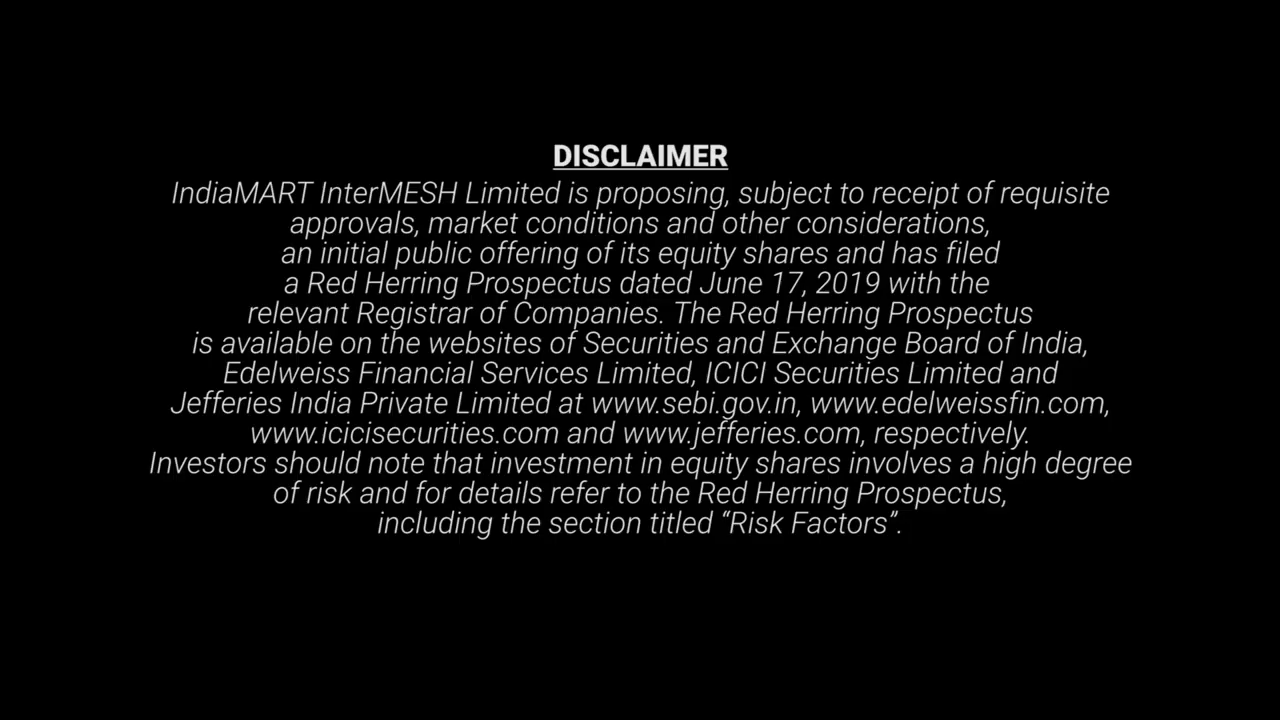 DISCLAIMER
IndiaMART InterMESH Limited is proposing, subject to receipt of requisite
approvals, market conditions and other considerations,
an initial public offering of its equity shares and has filed
a Red Herring Prospectus dated June 17, 2019 with the
relevant Registrar of Companies. The Red Herring Prospectus
is available on the websites of Securities and Exchange Board of India,
Edelweiss Financial Services Limited, ICICI Securities Limited and
Jefferies India Private Limited at www.sebi.gov.in, www.edelweissfin.com,
www.icicisecurities.com and www.jefferies.com, respectively.
Investors should note that investment in equity shares involves a high degree
of risk and for details refer to the Red Herring Prospectus,
including the section titled “Risk Factors”.